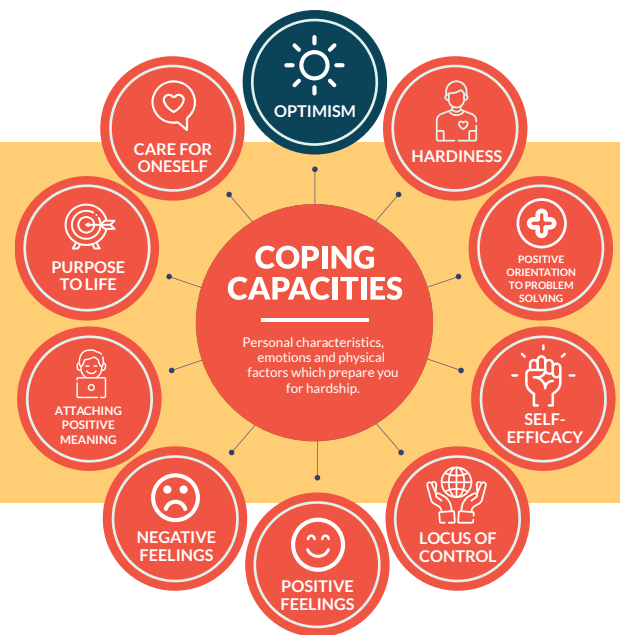 COPING
CAPACITIES
Personal characteristics,
emotions and physical
factors which prepare you
for hardship.
OPTIMISM
HARDINESS
POSITIVE
ORIENTATION
TO PROBLEM
SOLVING
SELF-
EFFICACY
LOCUS OF
CONTROL
POSITIVE
FEELINGS
NEGATIVE
FEELINGS
ATTACHING
POSITIVE
MEANING
PURPOSE
TO LIFE
CARE FOR
ONESELF